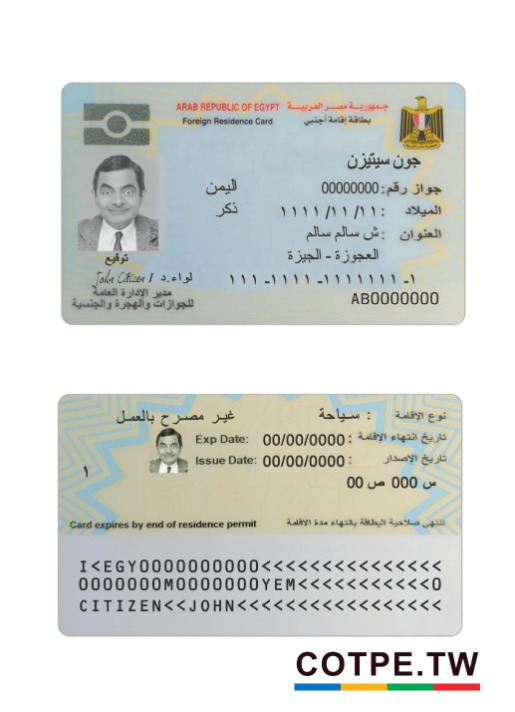 ARAB REPUBLIC OF EGYPT جمهورية مصر العربية
Foreign Residence Card بطاقة إقامة أجنبي
جون سيتيزن
جواز رقم: 00000000 اليمن
الميلاد : ١١/ ١١/ ١١١١ ذكر
العنوان : ش سالم سالم
العجوزة - الجيزة
توقيع
John Citizen لواء.د /
مدير الإدارة العامة
للجوازات والهجرة والجنسية
١- ١١١١١١١- ١١١١- ١١١
AB0000000
نوع الاقامة : سياحة غير مصرح بالعمل
تاريخ انتهاء الاقامة : 00/00/0000 Exp Date:
تاريخ الإصدار : 00/00/0000 Issue Date:
١
س 000 ص 00
Card expires by end of residence permit تنتهى صلاحية البطاقة بانتهاء مدة الاقامة
I<EGY0000000000<<<<<<<<<<<<<<<
0000000M0000000YEM<<<<<<<<<<<0
CITIZEN<<JOHN<<<<<<<<<<<<<<<<<
COTPE.TW